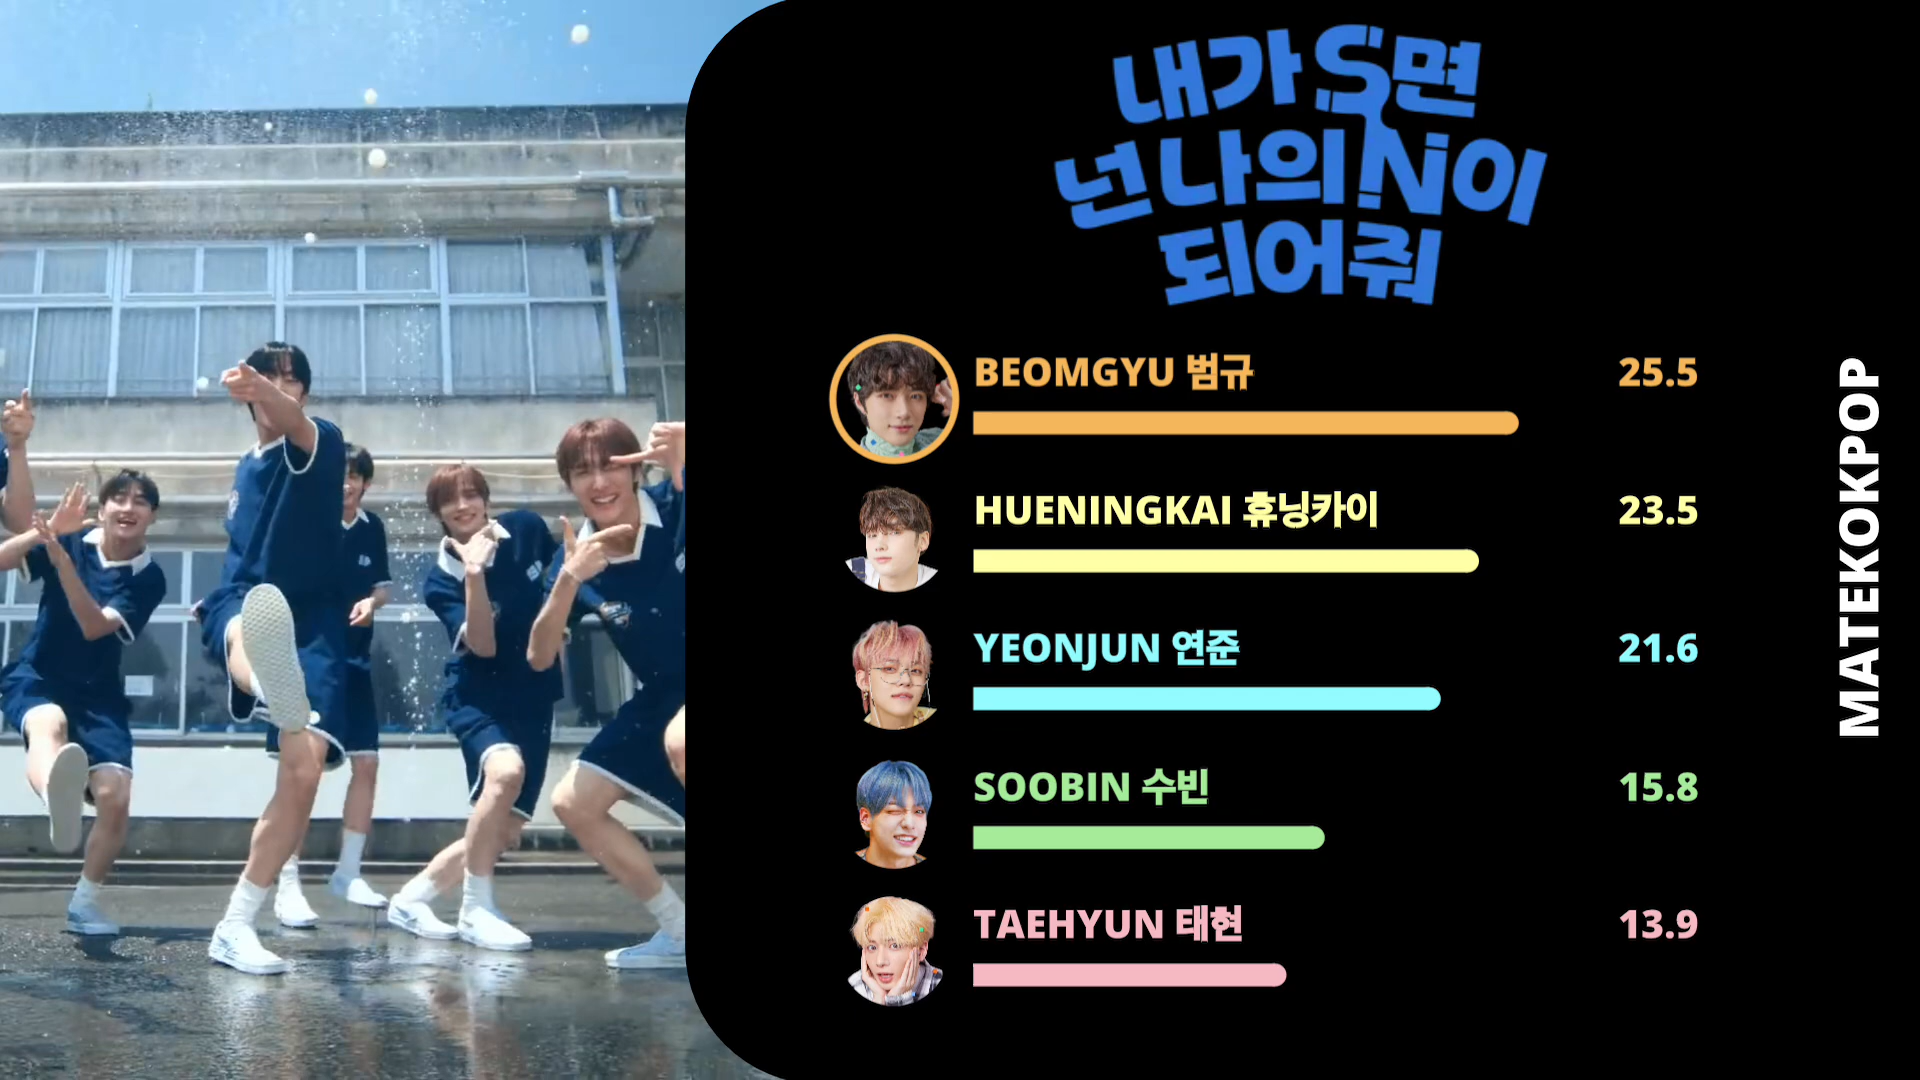 내가 S면
넌 나의 N이
되어줘
BEOMGYU 범규 25.5
HUENINGKAI 휴닝카이 23.5
YEONJUN 연준 21.6
SOOBIN 수빈 15.8
TAEHYUN 태현 13.9
MATEKOKPOP